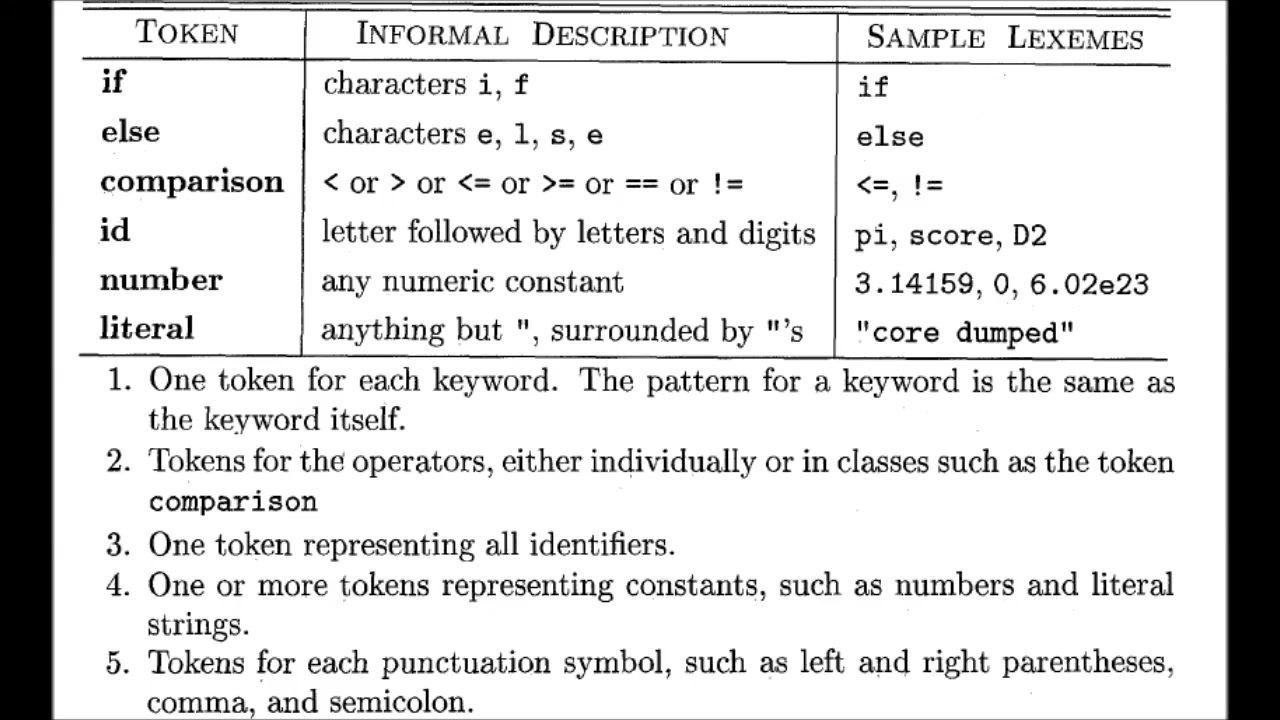 TOKEN INFORMAL DESCRIPTION SAMPLE LEXEMES
if characters i, f if
else characters e, l, s, e else
comparison < or > or <= or >= or == or != <=, !=
id letter followed by letters and digits pi, score, D2
number any numeric constant 3.14159, 0, 6.02e23
literal anything but ", surrounded by "'s "core dumped"
1. One token for each keyword. The pattern for a keyword is the same as
the keyword itself.
2. Tokens for the operators, either individually or in classes such as the token
comparison
3. One token representing all identifiers.
4. One or more tokens representing constants, such as numbers and literal
strings.
5. Tokens for each punctuation symbol, such as left and right parentheses,
comma, and semicolon.